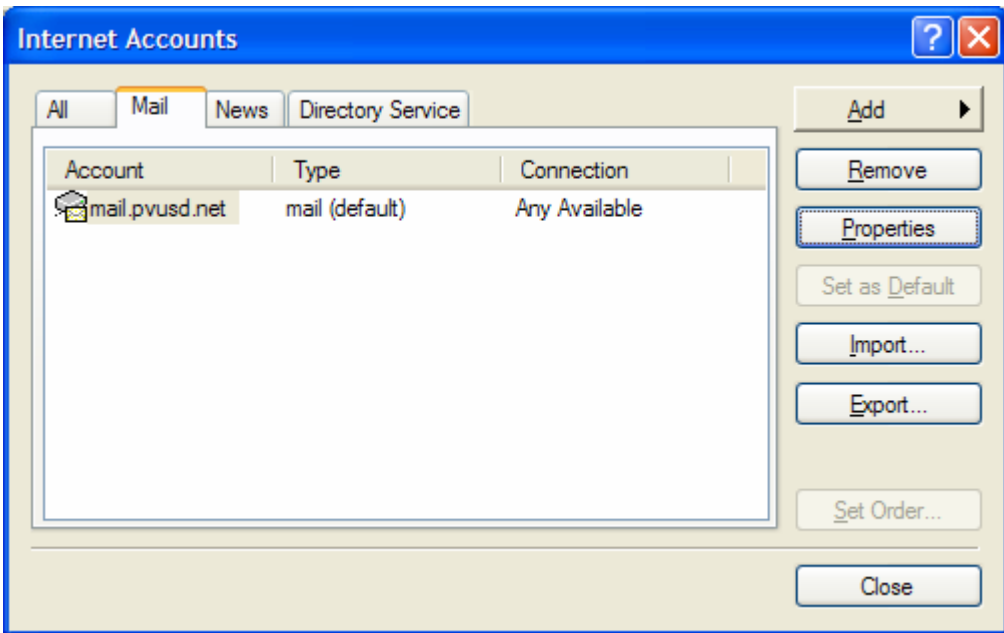 Internet Accounts
?
All Mail News Directory Service
Account Type Connection
mail.pvusd.net mail (default) Any Available
Add
Remove
Properties
Set as Default
Import...
Export...
Set Order...
Close